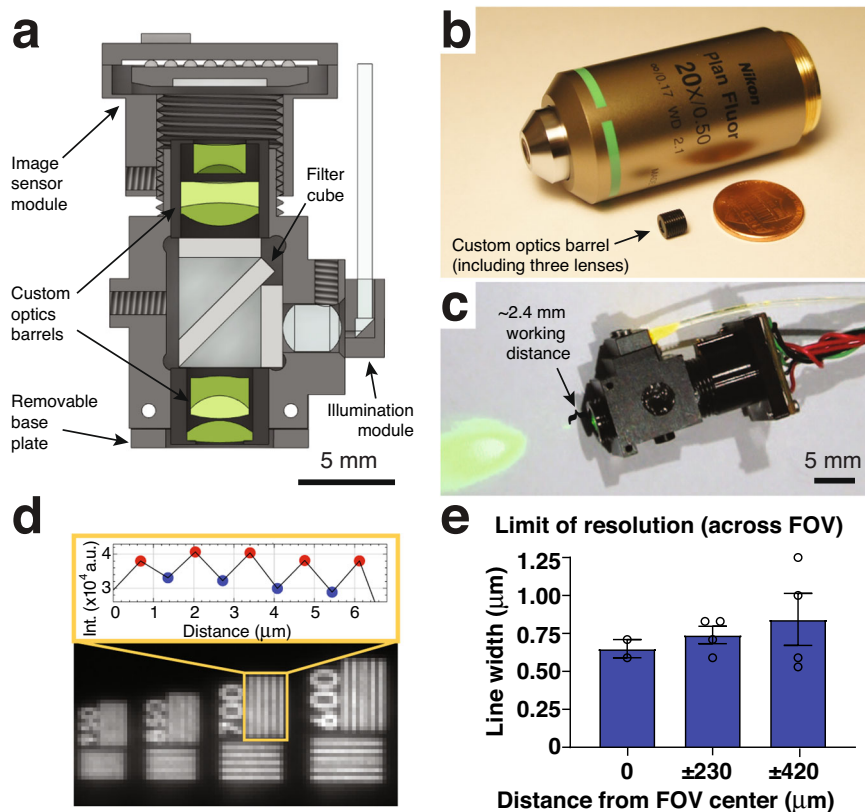 a
Image
sensor
module
Filter
cube
Custom
optics
barrels
Removable
base
plate
Illumination
module
5 mm
b
Nikon
Plan Fluor
20X/0.50
∞/0.17 WD 2.1
Custom optics barrel
(including three lenses)
c
~2.4 mm
working
distance
5 mm
d
Int. (x10⁴ a.u.)
4
3
0 1 2 3 4 5 6
Distance (μm)
700
600
e
Limit of resolution (across FOV)
Line width (μm)
1.25
1.00
0.75
0.50
0.25
0
0 ±230 ±420
Distance from FOV center (μm)